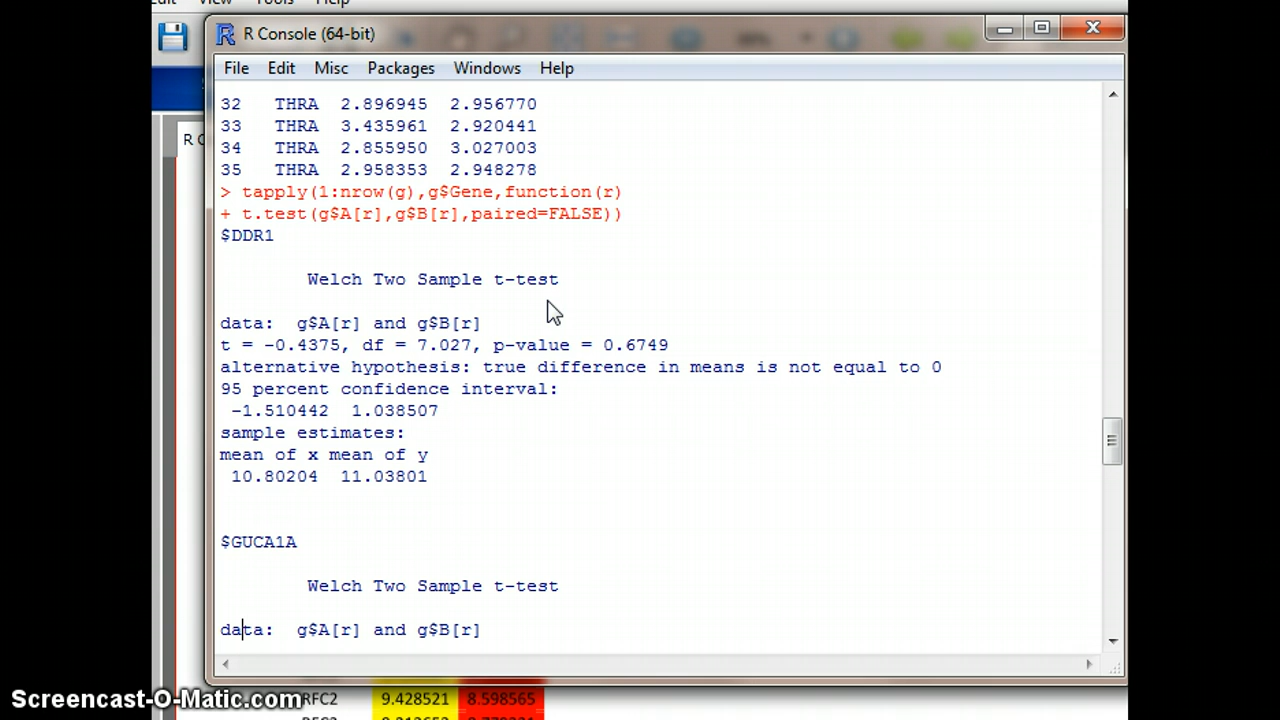 Edit View Tools Help
R Console (64-bit)
File Edit Misc Packages Windows Help
R C
32 THRA 2.896945 2.956770
33 THRA 3.435961 2.920441
34 THRA 2.855950 3.027003
35 THRA 2.958353 2.948278
> tapply(1:nrow(g),g$Gene,function(r)
+ t.test(g$A[r],g$B[r],paired=FALSE))
$DDR1
Welch Two Sample t-test
data: g$A[r] and g$B[r]
t = -0.4375, df = 7.027, p-value = 0.6749
alternative hypothesis: true difference in means is not equal to 0
95 percent confidence interval:
-1.510442 1.038507
sample estimates:
mean of x mean of y
10.80204 11.03801
$GUCA1A
Welch Two Sample t-test
data: g$A[r] and g$B[r]
RFC2 9.428521 8.598565
Screencast-O-Matic.com